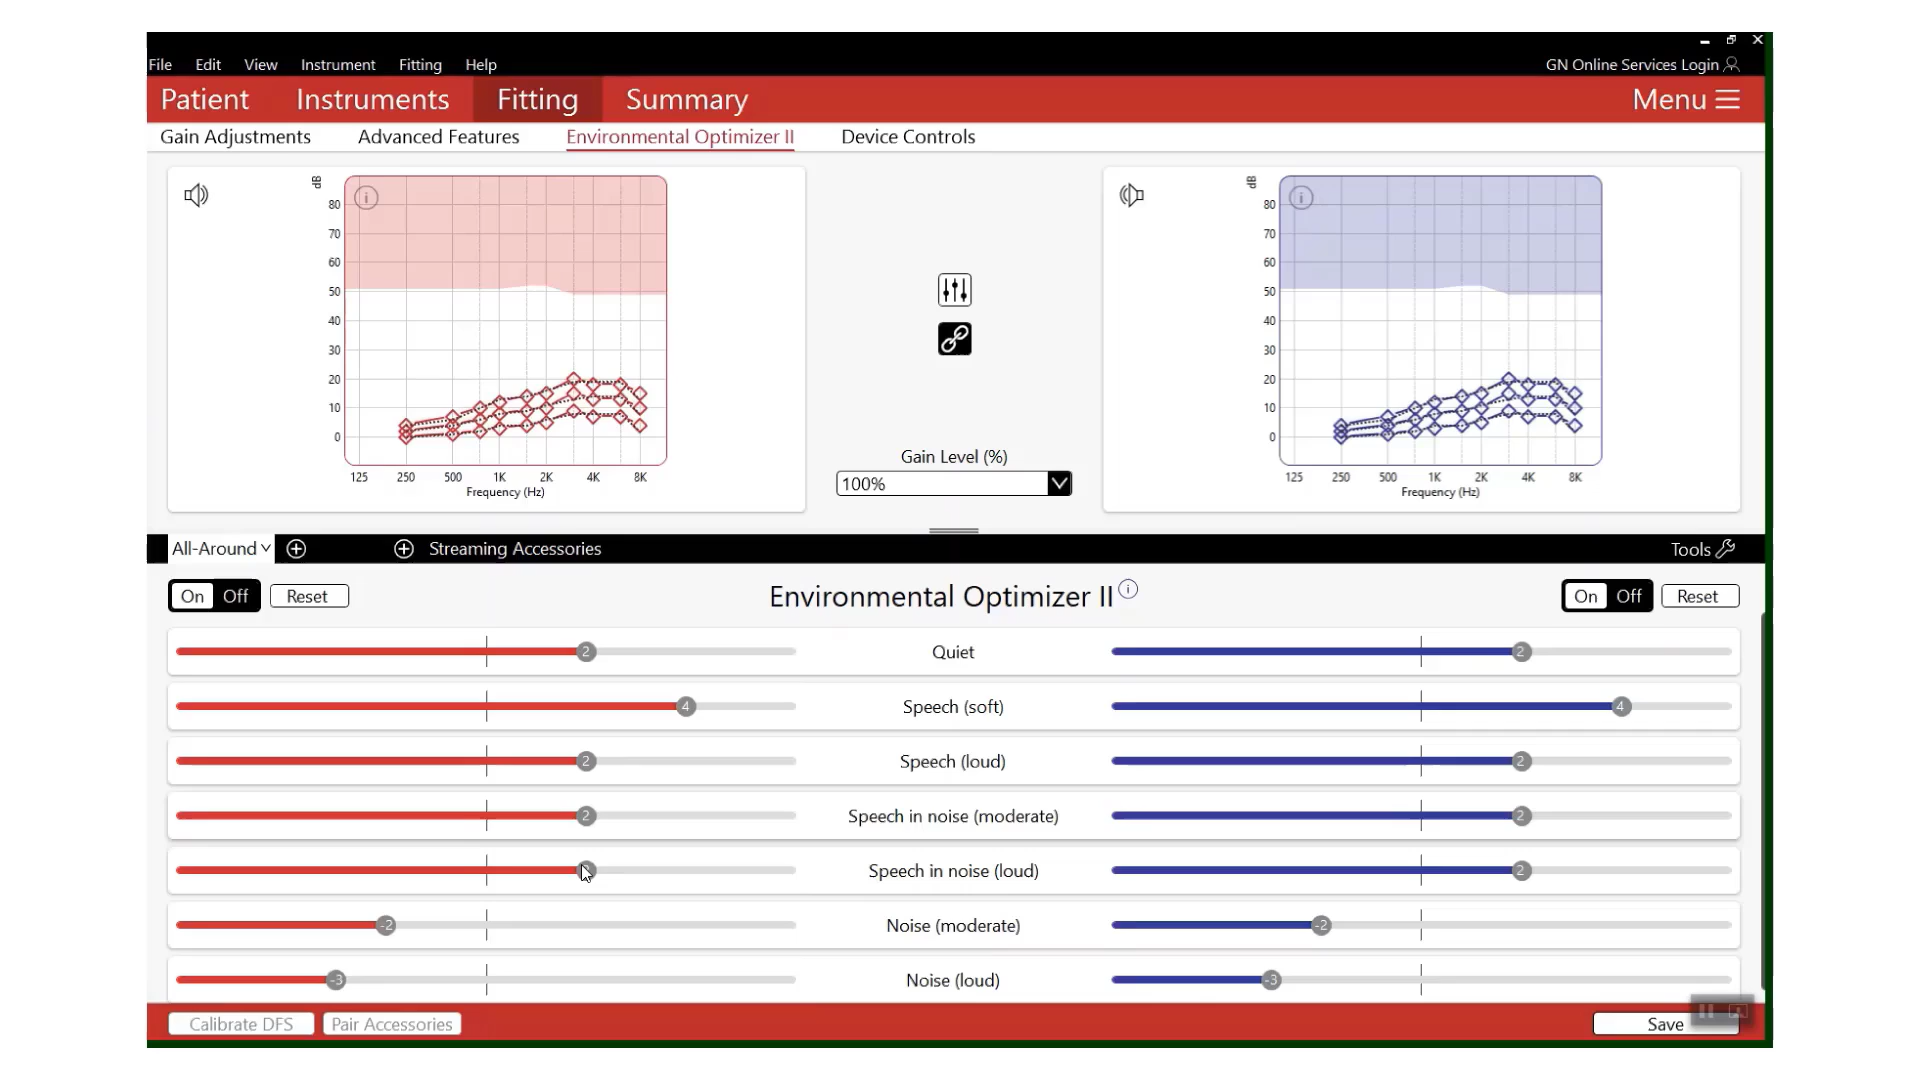 File Edit View Instrument Fitting Help GN Online Services Login
Patient Instruments Fitting Summary Menu
Gain Adjustments Advanced Features Environmental Optimizer II Device Controls
dB
80
70
60
50
40
30
20
10
0
125 250 500 1K 2K 4K 8K
Frequency (Hz)
Gain Level (%)
100%
dB
80
70
60
50
40
30
20
10
0
125 250 500 1K 2K 4K 8K
Frequency (Hz)
All-Around Streaming Accessories Tools
On Off Reset Environmental Optimizer II i On Off Reset
2 Quiet 2
4 Speech (soft) 4
2 Speech (loud) 2
2 Speech in noise (moderate) 2
Speech in noise (loud) 2
-2 Noise (moderate) -2
-3 Noise (loud) -3
Calibrate DFS Pair Accessories Save